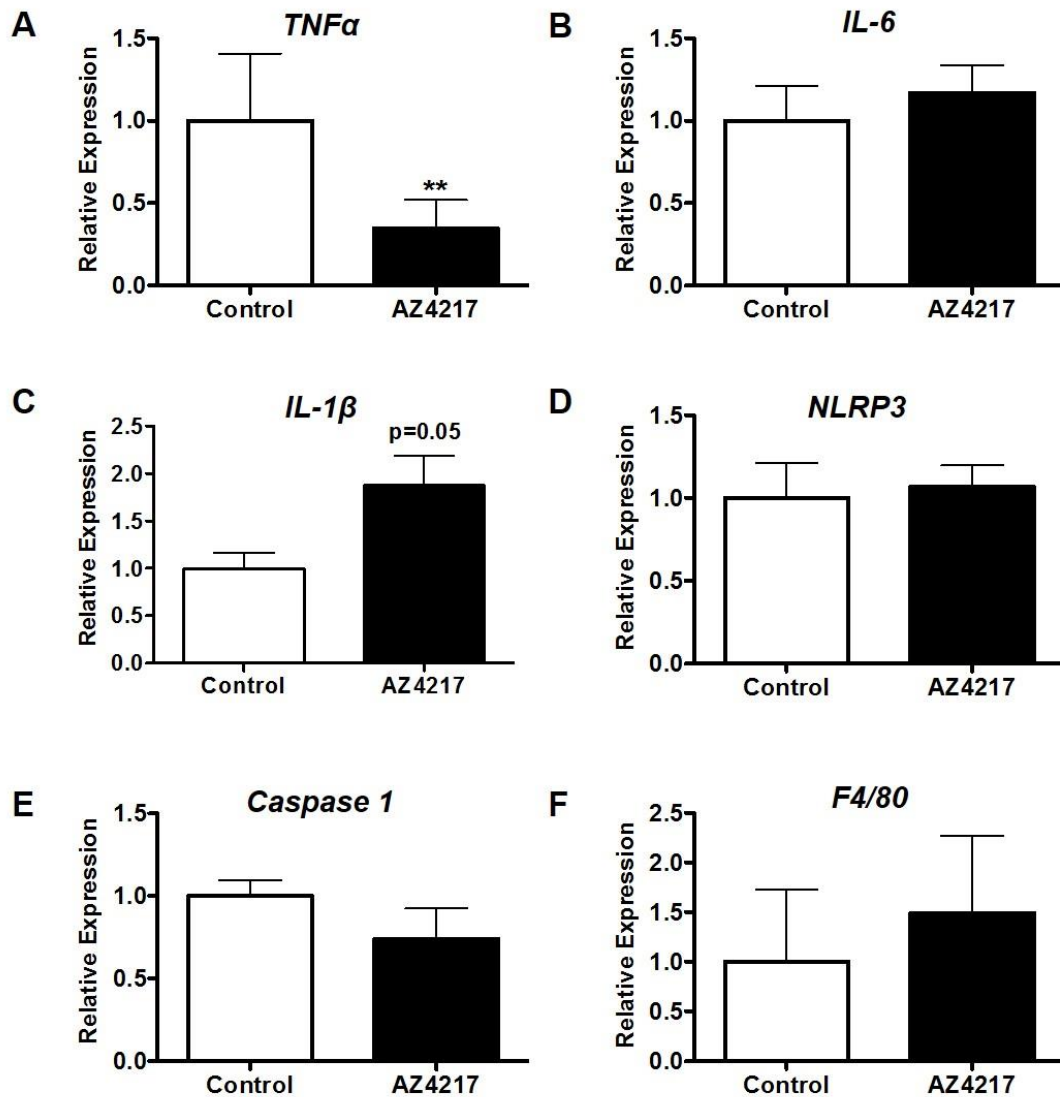 A
TNFα
Relative Expression
1.5
1.0
0.5
0.0
**
Control AZ4217
B
IL-6
Relative Expression
1.5
1.0
0.5
0.0
Control AZ4217
C
IL-1β
Relative Expression
2.5
2.0
1.5
1.0
0.5
0.0
p=0.05
Control AZ4217
D
NLRP3
Relative Expression
1.5
1.0
0.5
0.0
Control AZ4217
E
Caspase 1
Relative Expression
1.5
1.0
0.5
0.0
Control AZ4217
F
F4/80
Relative Expression
2.5
2.0
1.5
1.0
0.5
0.0
Control AZ4217